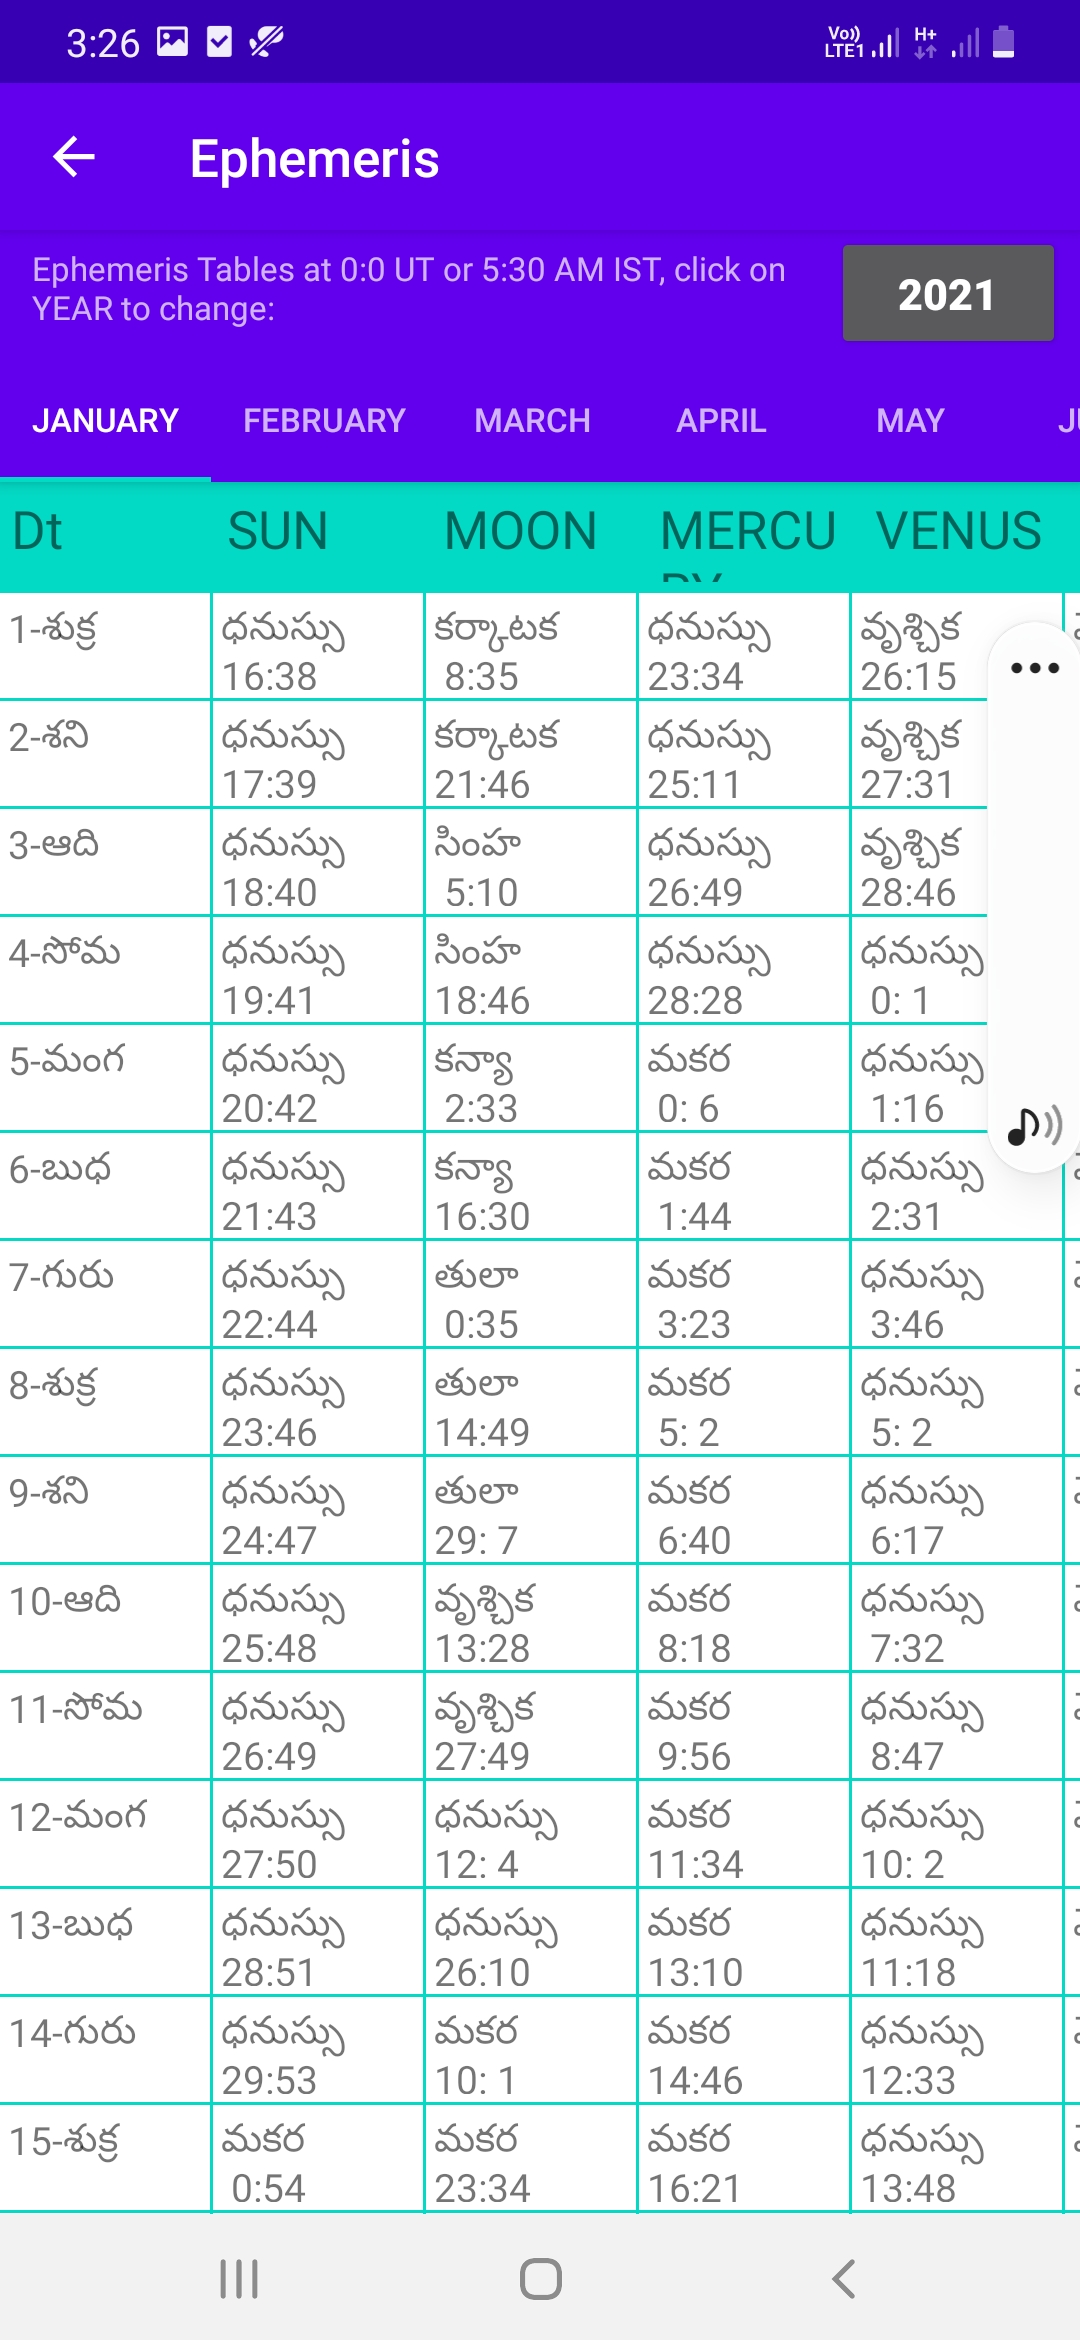 3:26
Vo))
LTE1
H+
Ephemeris
Ephemeris Tables at 0:0 UT or 5:30 AM IST, click on
YEAR to change:
2021
JANUARY FEBRUARY MARCH APRIL MAY
Dt SUN MOON MERCU VENUS
1-శుక్ర ధనుస్సు కర్కాటక ధనుస్సు వృశ్చిక
16:38 8:35 23:34 26:15
2-శని ధనుస్సు కర్కాటక ధనుస్సు వృశ్చిక
17:39 21:46 25:11 27:31
3-ఆది ధనుస్సు సింహ ధనుస్సు వృశ్చిక
18:40 5:10 26:49 28:46
4-సోమ ధనుస్సు సింహ ధనుస్సు ధనుస్సు
19:41 18:46 28:28 0: 1
5-మంగ ధనుస్సు కన్యా మకర ధనుస్సు
20:42 2:33 0: 6 1:16
6-బుధ ధనుస్సు కన్యా మకర ధనుస్సు
21:43 16:30 1:44 2:31
7-గురు ధనుస్సు తులా మకర ధనుస్సు
22:44 0:35 3:23 3:46
8-శుక్ర ధనుస్సు తులా మకర ధనుస్సు
23:46 14:49 5: 2 5: 2
9-శని ధనుస్సు తులా మకర ధనుస్సు
24:47 29: 7 6:40 6:17
10-ఆది ధనుస్సు వృశ్చిక మకర ధనుస్సు
25:48 13:28 8:18 7:32
11-సోమ ధనుస్సు వృశ్చిక మకర ధనుస్సు
26:49 27:49 9:56 8:47
12-మంగ ధనుస్సు ధనుస్సు మకర ధనుస్సు
27:50 12: 4 11:34 10: 2
13-బుధ ధనుస్సు ధనుస్సు మకర ధనుస్సు
28:51 26:10 13:10 11:18
14-గురు ధనుస్సు మకర మకర ధనుస్సు
29:53 10: 1 14:46 12:33
15-శుక్ర మకర మకర మకర ధనుస్సు
0:54 23:34 16:21 13:48